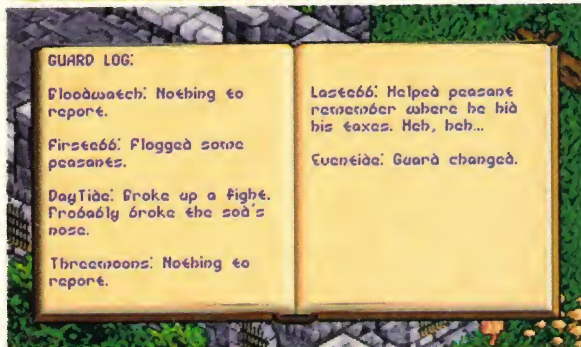 GUARD LOG:
Bloodwatch: Nothing to
report.
Firstebb: Flogged some
peasants.
DayTide: Broke up a fight.
Probably broke the sod's
nose.
Threemoons: Nothing to
report.
Lastebb: Helped peasant
remember where he hid
his taxes. Heh, heh...
Eventide: Guard changed.